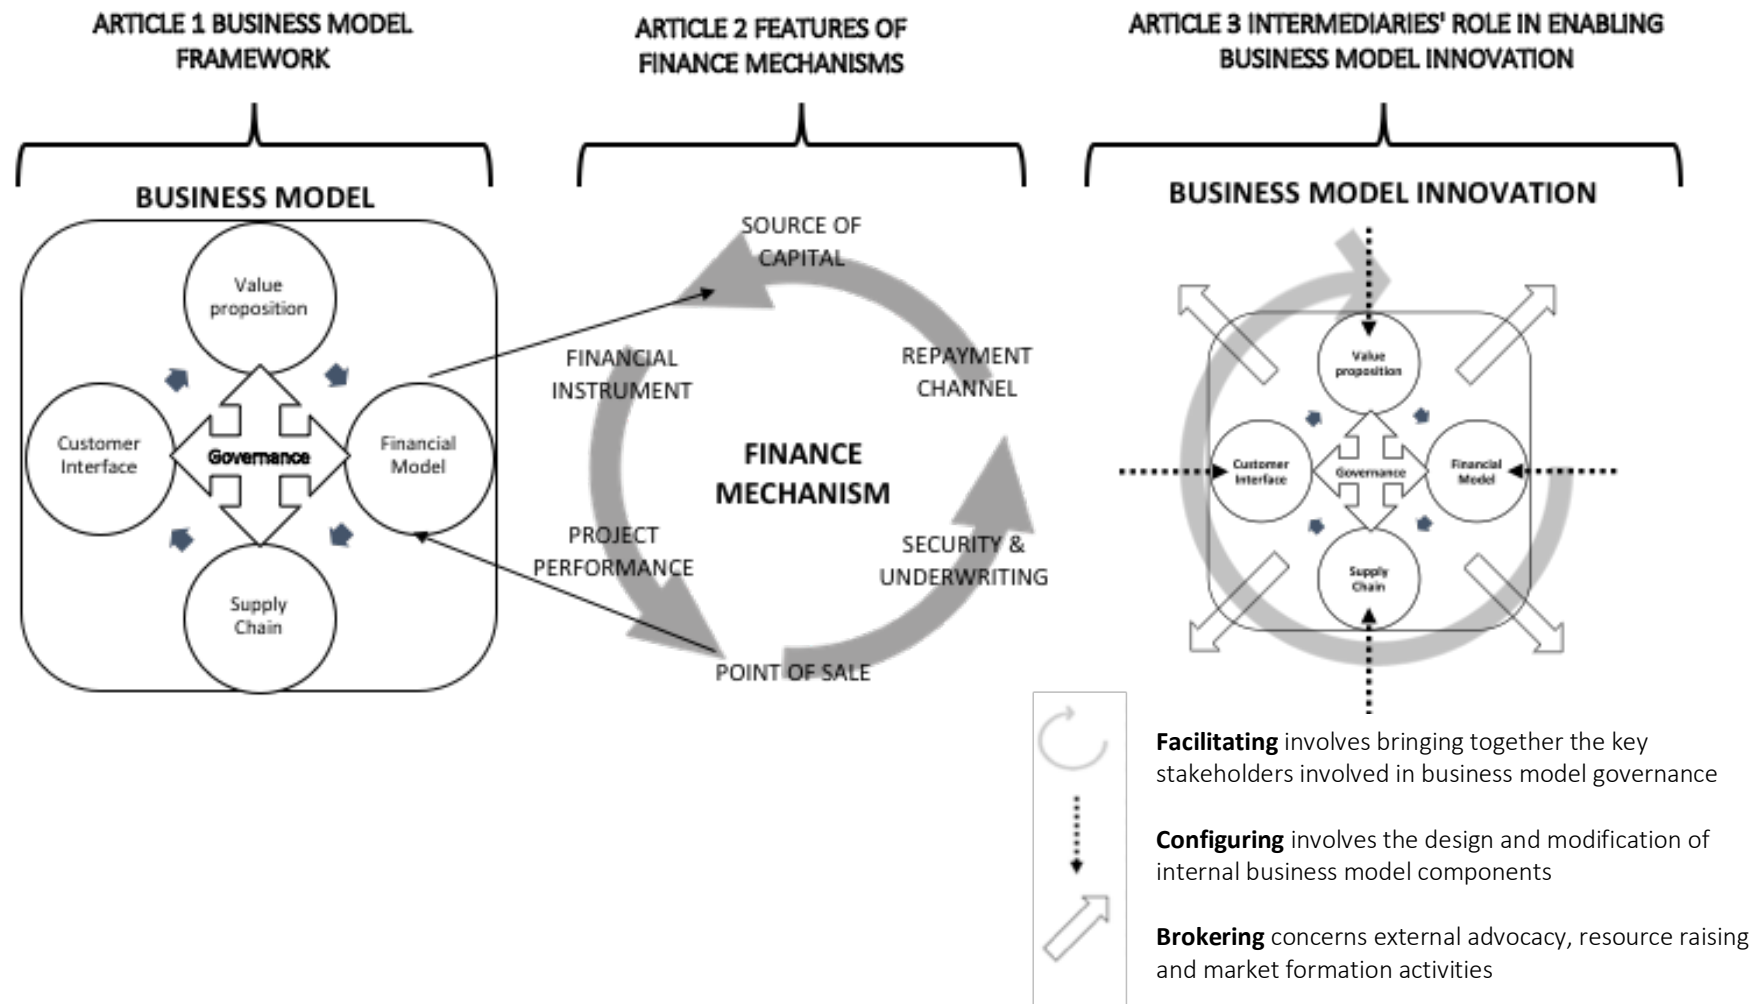 ARTICLE 1 BUSINESS MODEL
FRAMEWORK
BUSINESS MODEL
Value
proposition
Customer
Interface
Governance
Financial
Model
Supply
Chain
ARTICLE 2 FEATURES OF
FINANCE MECHANISMS
SOURCE OF
CAPITAL
FINANCIAL
INSTRUMENT
REPAYMENT
CHANNEL
FINANCE
MECHANISM
PROJECT
PERFORMANCE
SECURITY &
UNDERWRITING
POINT OF SALE
ARTICLE 3 INTERMEDIARIES' ROLE IN ENABLING
BUSINESS MODEL INNOVATION
BUSINESS MODEL INNOVATION
Value
proposition
Customer
Interface
Governance
Financial
Model
Supply
Chain
Facilitating involves bringing together the key
stakeholders involved in business model governance
Configuring involves the design and modification of
internal business model components
Brokering concerns external advocacy, resource raising
and market formation activities